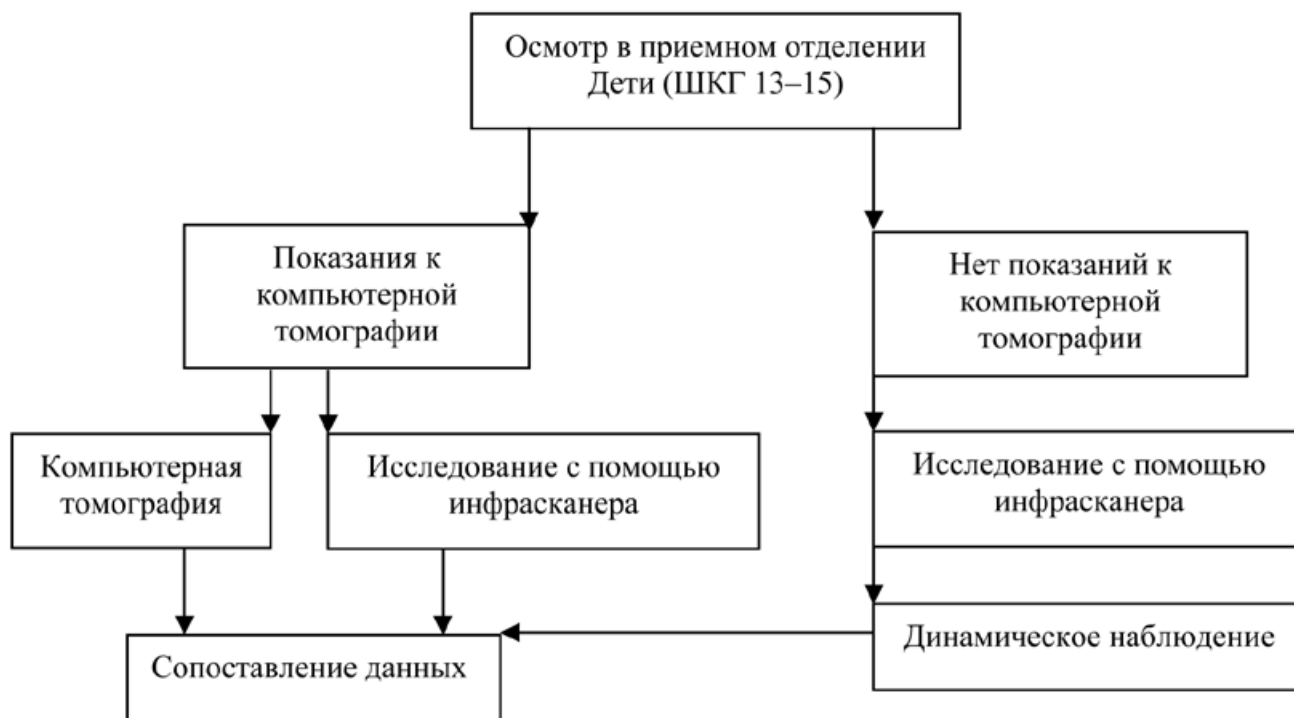 Осмотр в приемном отделении
Дети (ШКГ 13–15)
Показания к
компьютерной
томографии
Нет показаний к
компьютерной
томографии
Компьютерная
томография
Исследование с помощью
инфрасканера
Исследование с помощью
инфрасканера
Сопоставление данных
Динамическое наблюдение